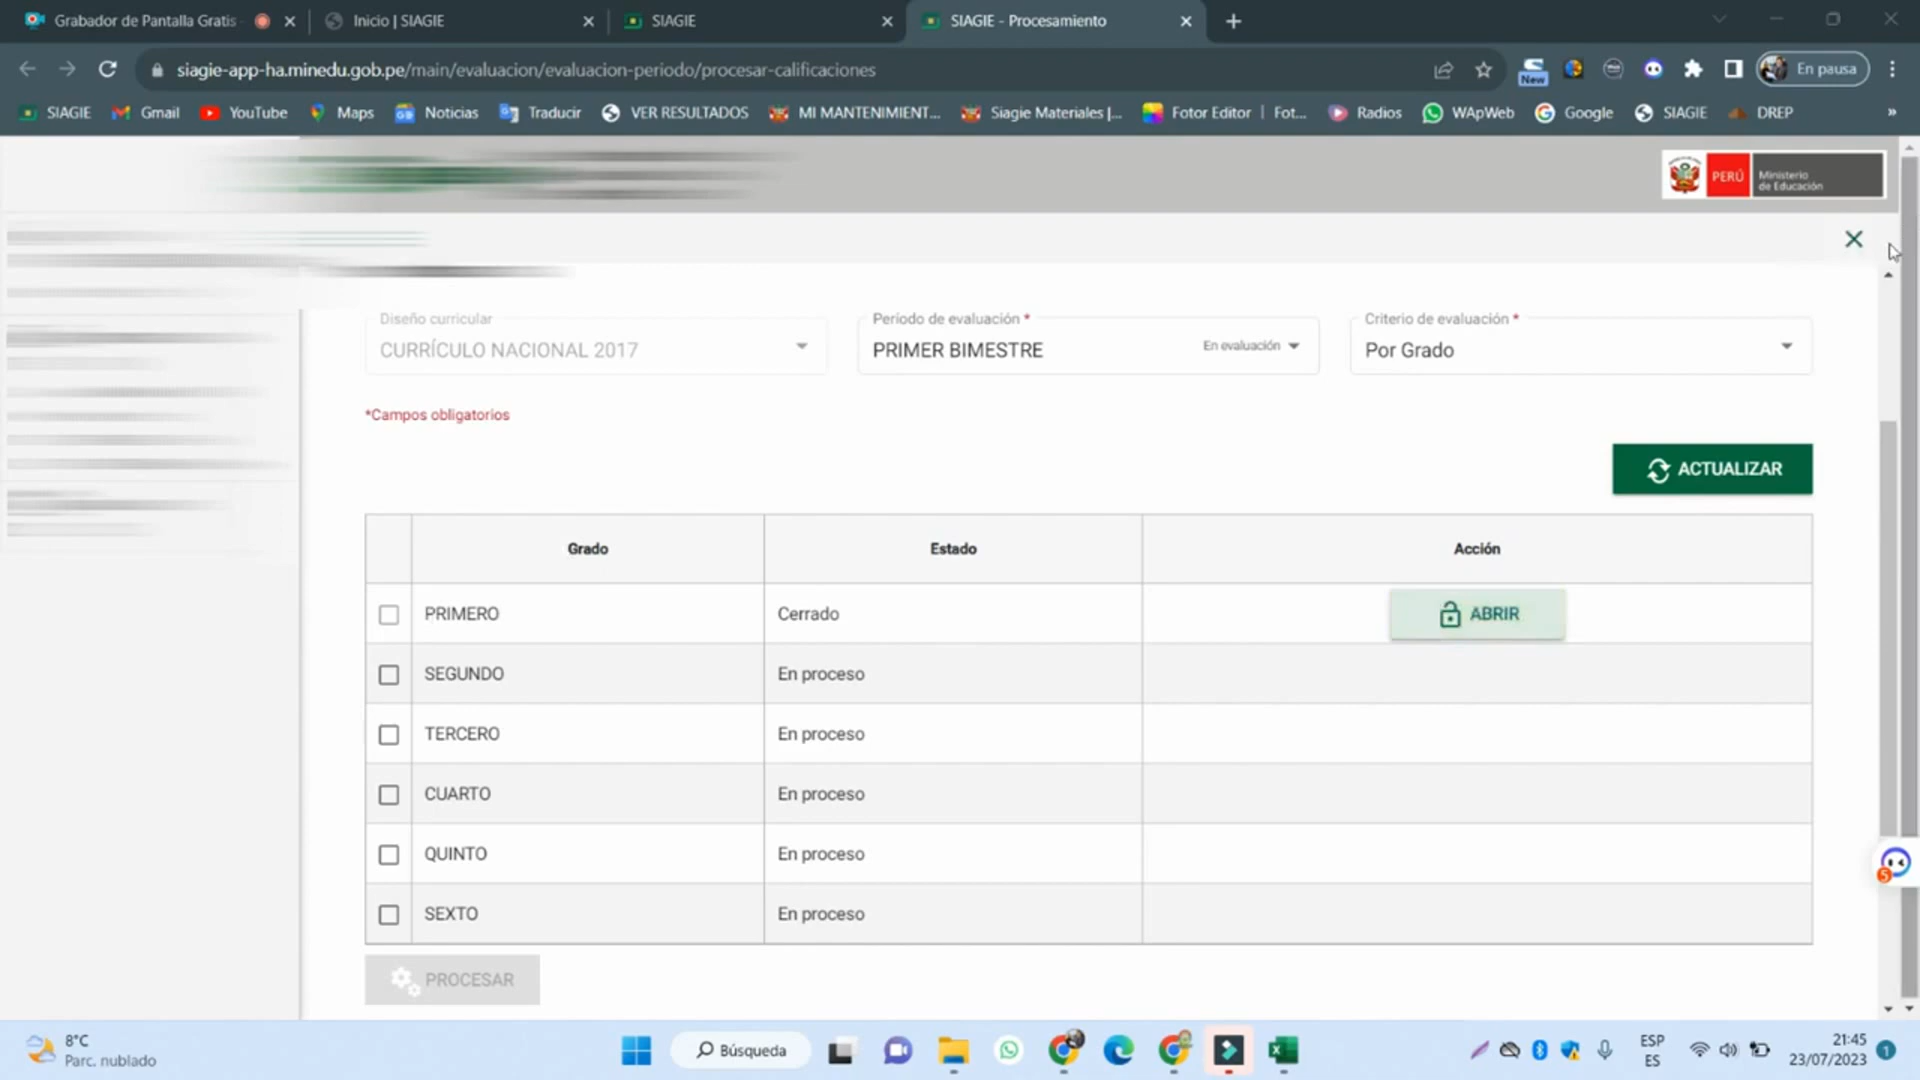 Grabador de Pantalla Gratis
Inicio | SIAGIE
SIAGIE
SIAGIE - Procesamiento
siagie-app-ha.minedu.gob.pe/main/evaluacion/evaluacion-periodo/procesar-calificaciones
New
En pausa
SIAGIE
Gmail
YouTube
Maps
Noticias
Traducir
VER RESULTADOS
MI MANTENIMIENT...
Siagie Materiales |...
Fotor Editor | Fot...
Radios
WApWeb
Google
SIAGIE
DREP
»
PERÚ
Ministerio
de Educación
Diseño curricular
CURRÍCULO NACIONAL 2017
Período de evaluación *
PRIMER BIMESTRE
En evaluación
Criterio de evaluación *
Por Grado
*Campos obligatorios
ACTUALIZAR
Grado
Estado
Acción
PRIMERO
Cerrado
ABRIR
SEGUNDO
En proceso
TERCERO
En proceso
CUARTO
En proceso
QUINTO
En proceso
SEXTO
En proceso
5
PROCESAR
8°C
Parc. nublado
Búsqueda
ESP
ES
21:45
23/07/2023
1